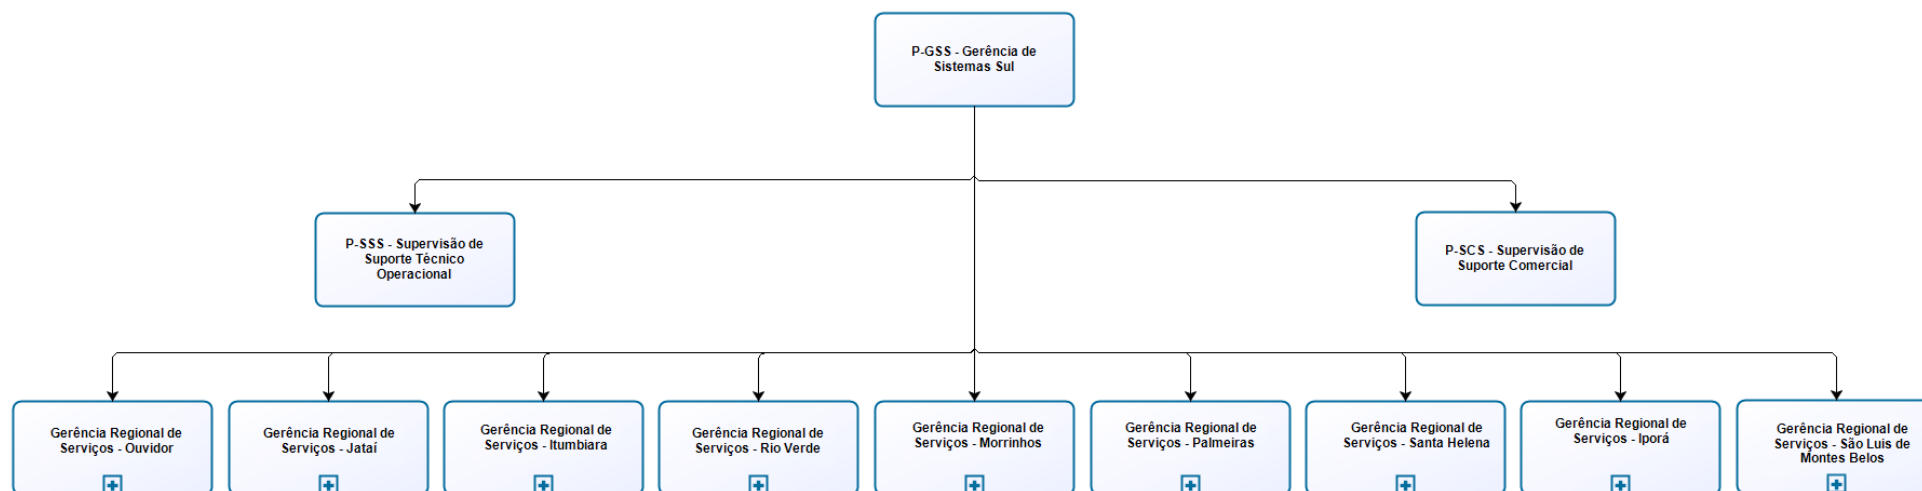 P-GSS - Gerência de
Sistemas Sul
P-SSS - Supervisão de
Suporte Técnico
Operacional
P-SCS - Supervisão de
Suporte Comercial
Gerência Regional de
Serviços - Ouvidor
Gerência Regional de
Serviços - Jataí
Gerência Regional de
Serviços - Itumbiara
Gerência Regional de
Serviços - Rio Verde
Gerência Regional de
Serviços - Morrinhos
Gerência Regional de
Serviços - Palmeiras
Gerência Regional de
Serviços - Santa Helena
Gerência Regional de
Serviços - Iporá
Gerência Regional de
Serviços - São Luis de
Montes Belos